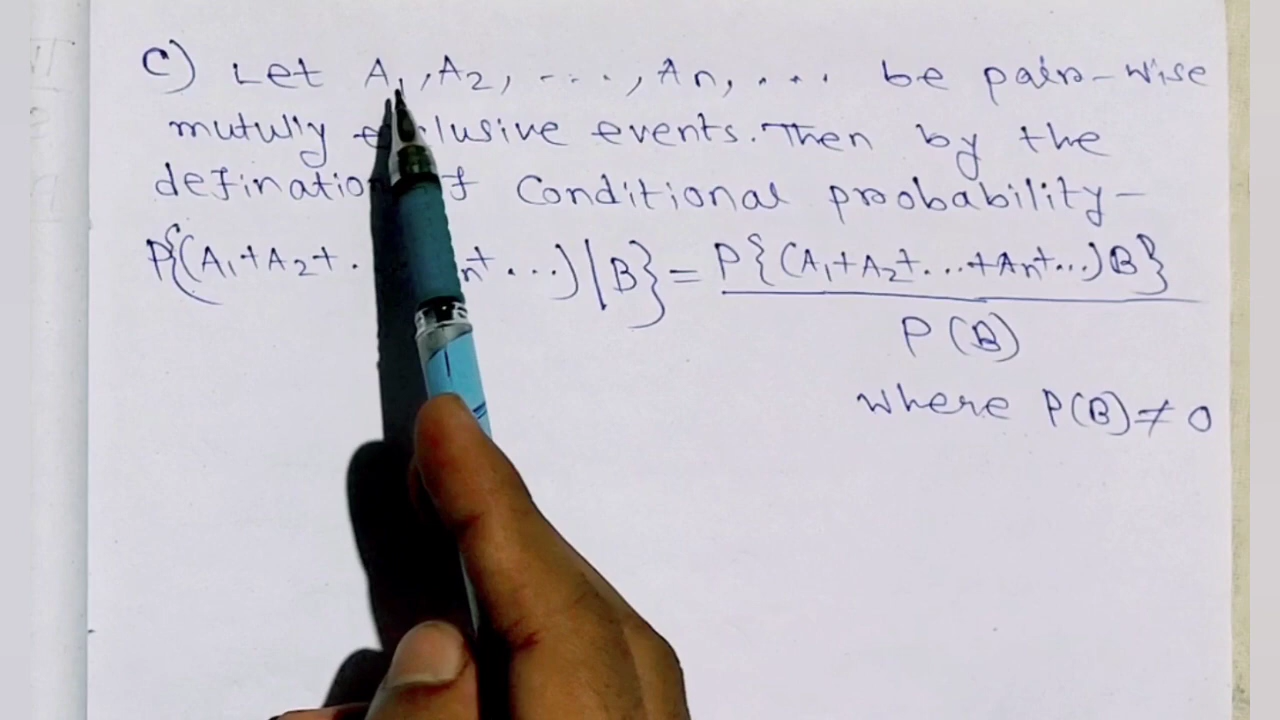 C) Let A₁, A₂, ...., An, ... be pair-wise
mutully exclusive events. Then by the
defination of Conditional probability-
P{(A₁+A₂+. n+...)|B} = P{(A₁+A₂+...+An+...)B}
P(B)
where P(B) ≠ 0